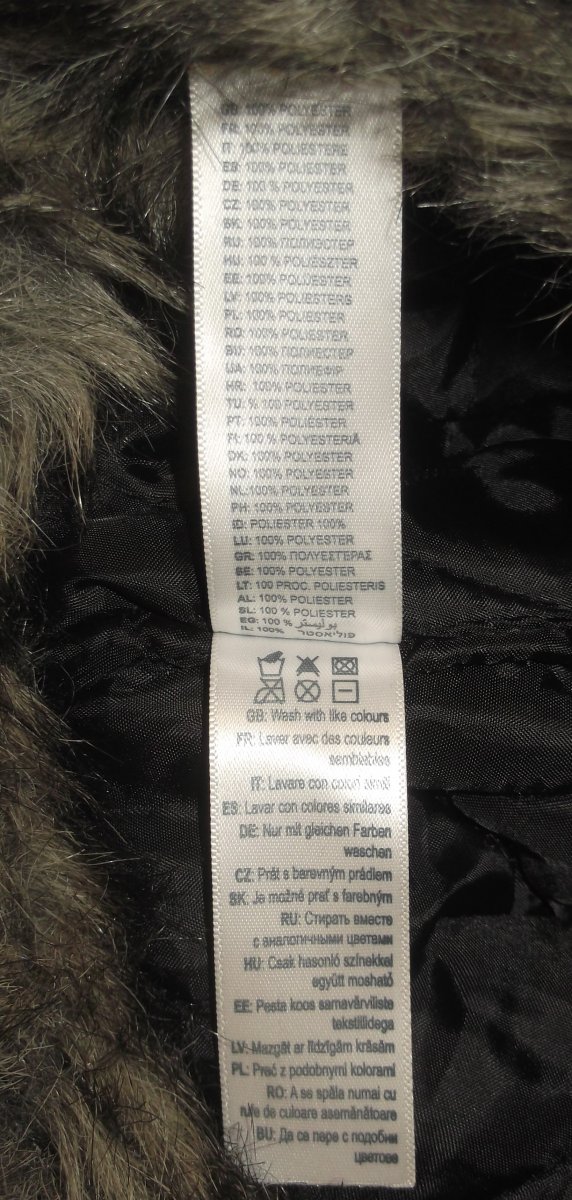 GB: 100% POLYESTER
FR: 100% POLYESTER
IT: 100% POLIESTERE
ES: 100% POLIESTER
DE: 100 % POLYESTER
CZ: 100% POLYESTER
SK: 100% POLYESTER
RU: 100% ПОЛИЭСТЕР
HU: 100 % POLIESZTER
EE: 100% POLÜESTER
LV: 100% POLIESTERS
PL: 100% POLIESTER
RO: 100% POLIESTER
BU: 100% ПОЛИЕСТЕР
UA: 100% ПОЛИЕФІР
HR: 100% POLIESTER
TU: % 100 POLYESTER
PT: 100% POLIESTER
FI: 100 % POLYESTERIÄ
DK: 100% POLYESTER
NO: 100% POLYESTER
NL: 100% POLYESTER
PH: 100% POLYESTER
ID: POLIESTER 100%
LU: 100% POLYESTER
GR: 100% ΠΟΛΥΕΣΤΕΡΑΣ
SE: 100% POLYESTER
LT: 100 PROC. POLIESTERIS
AL: 100% POLIESTER
SL: 100 % POLIESTER
EG: 100 % بوليستر
IL: 100% פוליאסטר
GB: Wash with like colours
FR: Laver avec des couleurs
semblables
IT: Lavare con colori simili
ES: Lavar con colores similares
DE: Nur mit gleichen Farben
waschen
CZ: Prát s barevným prádlem
SK: Je možné prať s farebným
RU: Стирать вместе
с аналогичными цветами
HU: Csak hasonló színekkel
együtt mosható
EE: Pesta koos samavärviliste
tekstiilidega
LV: Mazgāt ar līdzīgām krāsām
PL: Prać z podobnymi kolorami
RO: A se spăla numai cu
rufe de culoare asemănătoare
BU: Да се пере с подобни
цветове